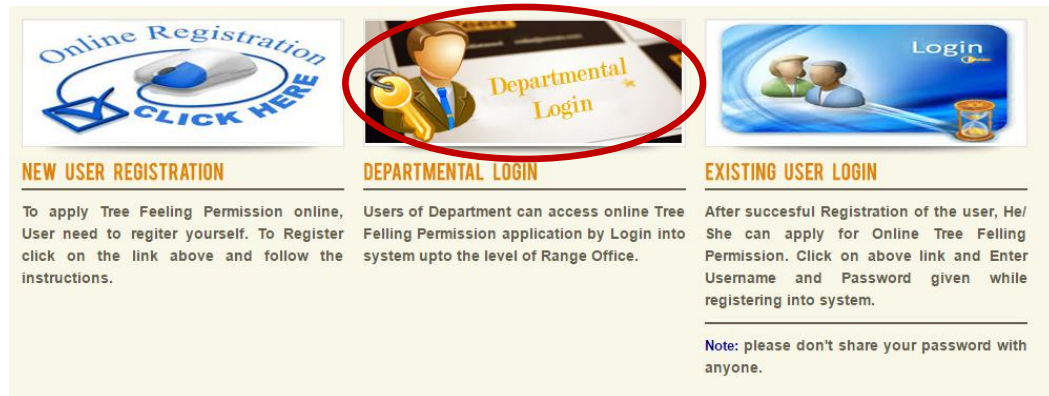 Online Registration
CLICK HERE
Departmental
Login
Login
NEW USER REGISTRATION
To apply Tree Feeling Permission online,
User need to regiter yourself. To Register
click on the link above and follow the
instructions.
DEPARTMENTAL LOGIN
Users of Department can access online Tree
Felling Permission application by Login into
system upto the level of Range Office.
EXISTING USER LOGIN
After succesful Registration of the user, He/
She can apply for Online Tree Felling
Permission. Click on above link and Enter
Username and Password given while
registering into system.
Note: please don't share your password with
anyone.